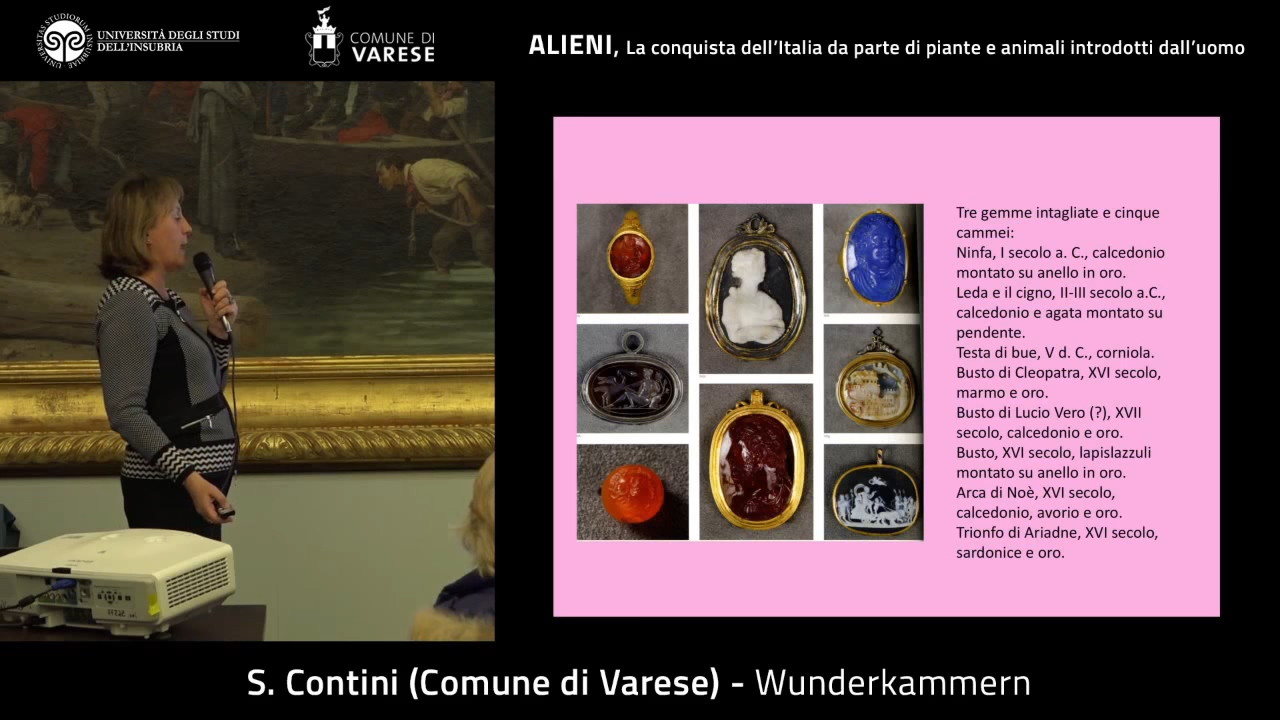 UNIVERSITÀ DEGLI STUDI
DELL'INSUBRIA
COMUNE DI
VARESE
ALIENI, La conquista dell'Italia da parte di piante e animali introdotti dall'uomo
Tre gemme intagliate e cinque
cammei:
Ninfa, I secolo a. C., calcedonio
montato su anello in oro.
Leda e il cigno, II-III secolo a.C.,
calcedonio e agata montato su
pendente.
Testa di bue, V d. C., corniola.
Busto di Cleopatra, XVI secolo,
marmo e oro.
Busto di Lucio Vero (?), XVII
secolo, calcedonio e oro.
Busto, XVI secolo, lapislazzuli
montato su anello in oro.
Arca di Noè, XVI secolo,
calcedonio, avorio e oro.
Trionfo di Ariadne, XVI secolo,
sardonice e oro.
S. Contini (Comune di Varese) - Wunderkammern